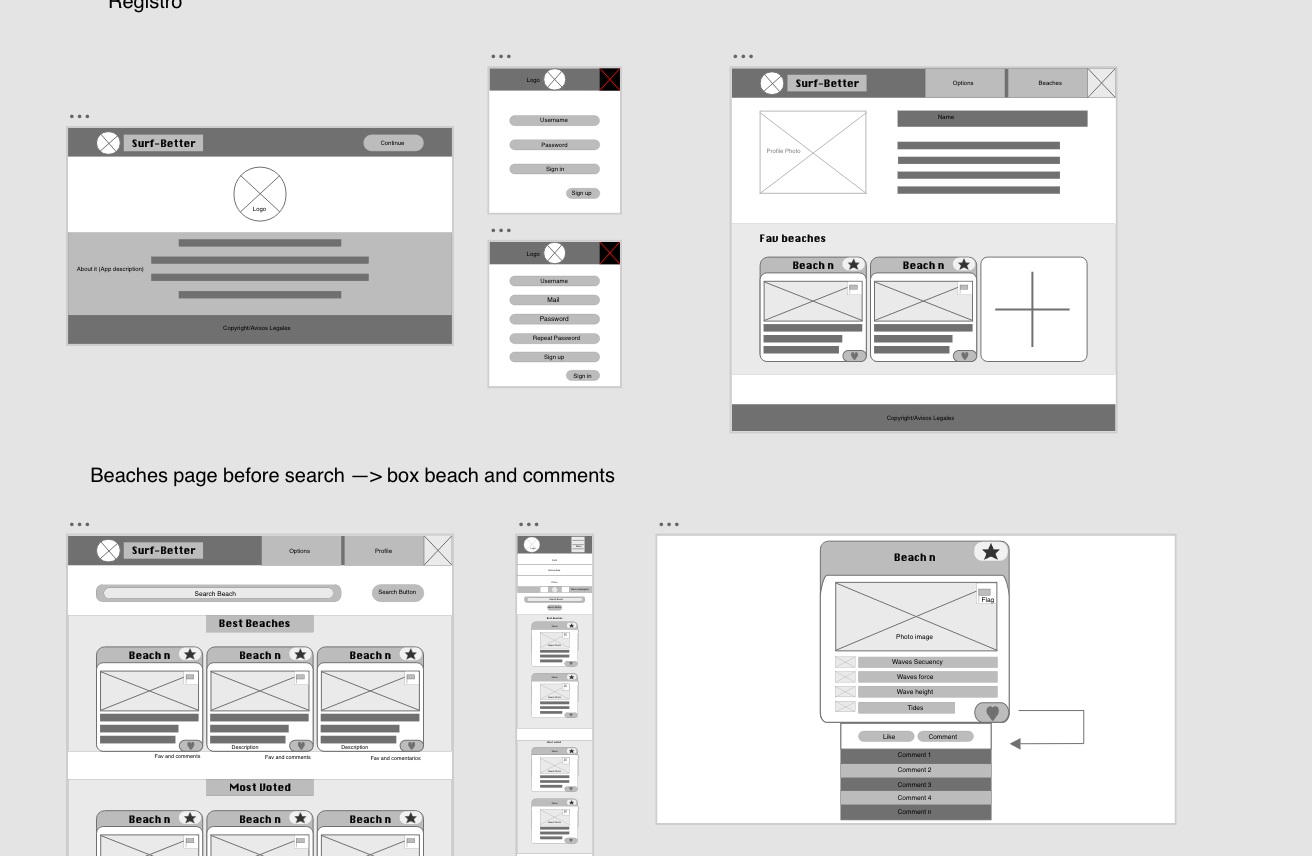 Registro
Surf-Better
Continue
Logo
About it (App description)
Copyright/Avisos Legales
Logo
Username
Password
Sign in
Sign up
Logo
Username
Mail
Password
Repeat Password
Sign up
Sign in
Surf-Better
Options
Beaches
Profile Photo
Name
Fav beaches
Beach n
Beach n
Copyright/Avisos Legales
Beaches page before search —> box beach and comments
Surf-Better
Options
Profile
Search Beach
Search Button
Best Beaches
Beach n
Beach n
Beach n
Description
Description
Fav and comments
Fav and comments
Fav and comentarios
Most Voted
Beach n
Beach n
Beach n
Beach n
Flag
Photo image
Waves Secuency
Waves force
Wave height
Tides
Like
Comment
Comment 1
Comment 2
Comment 3
Comment 4
Comment n